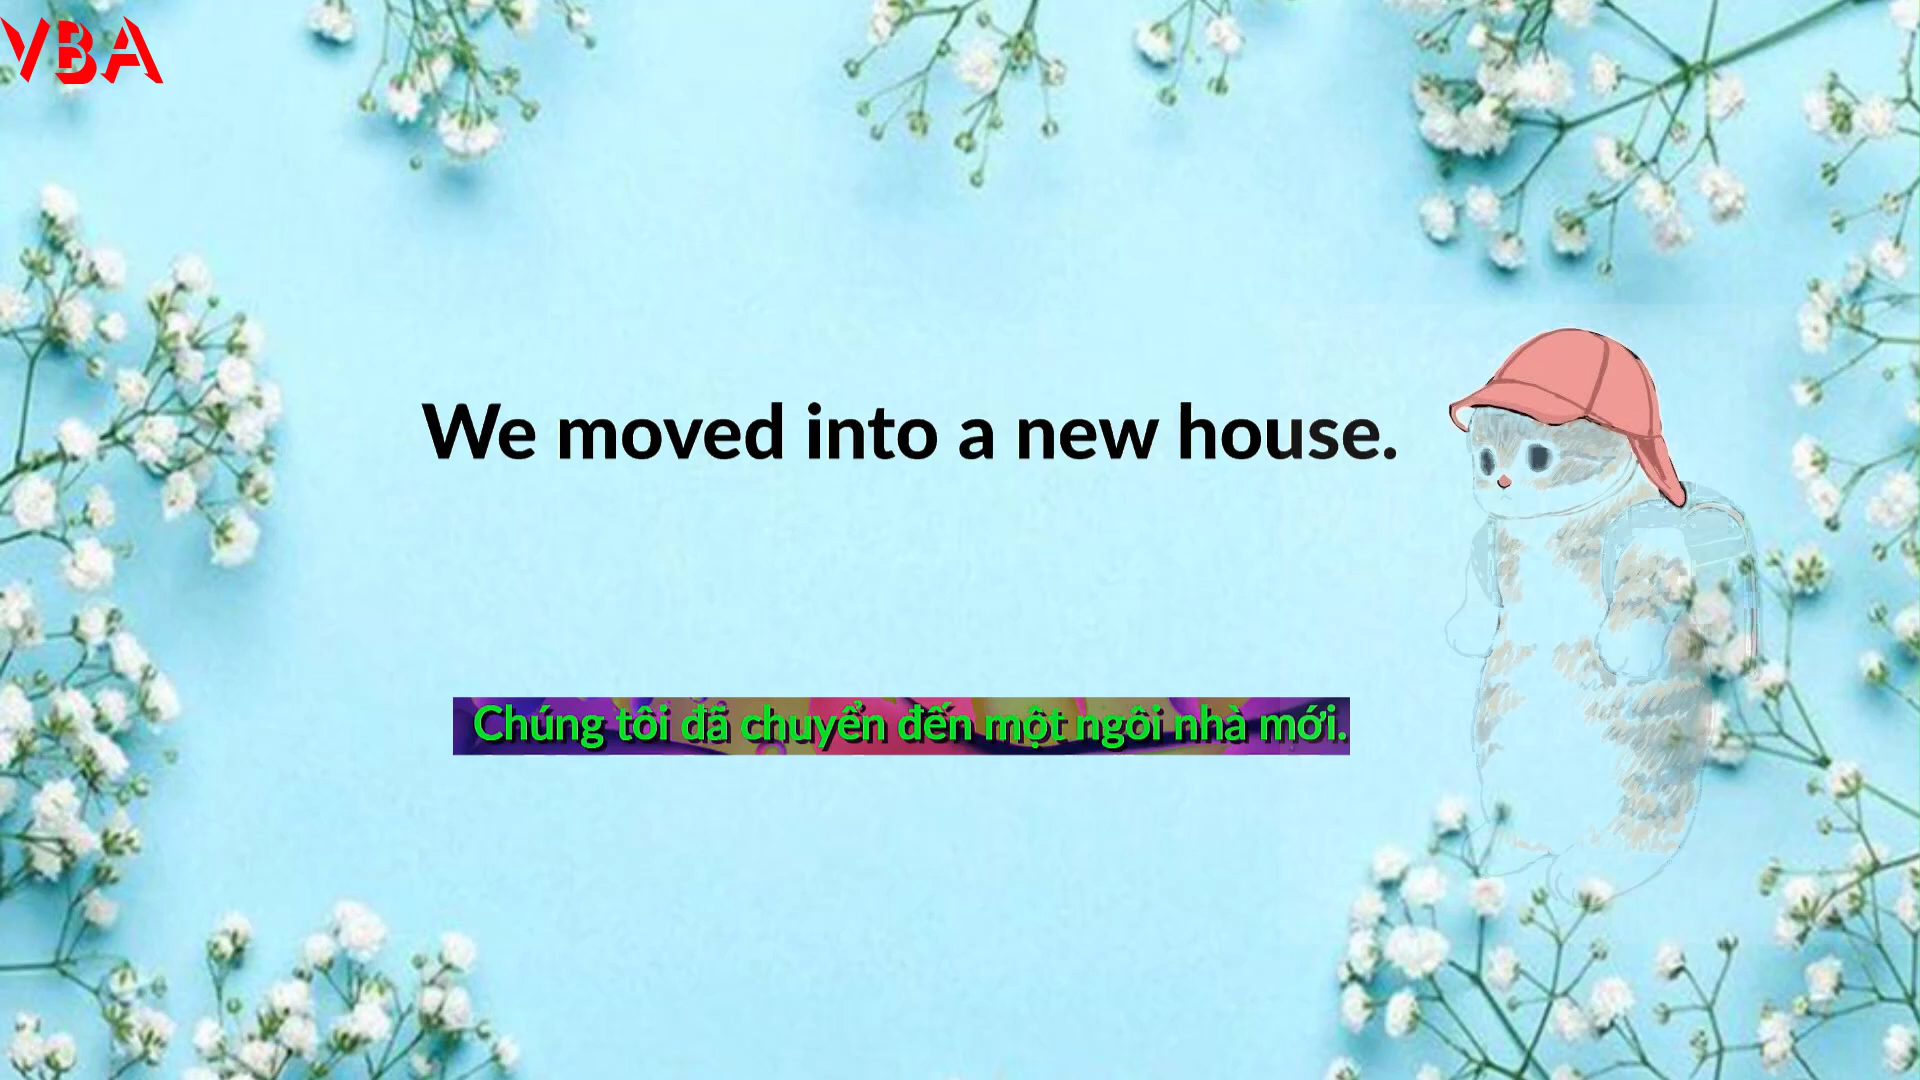 VBA
We moved into a new house.
Chúng tôi đã chuyển đến một ngôi nhà mới.